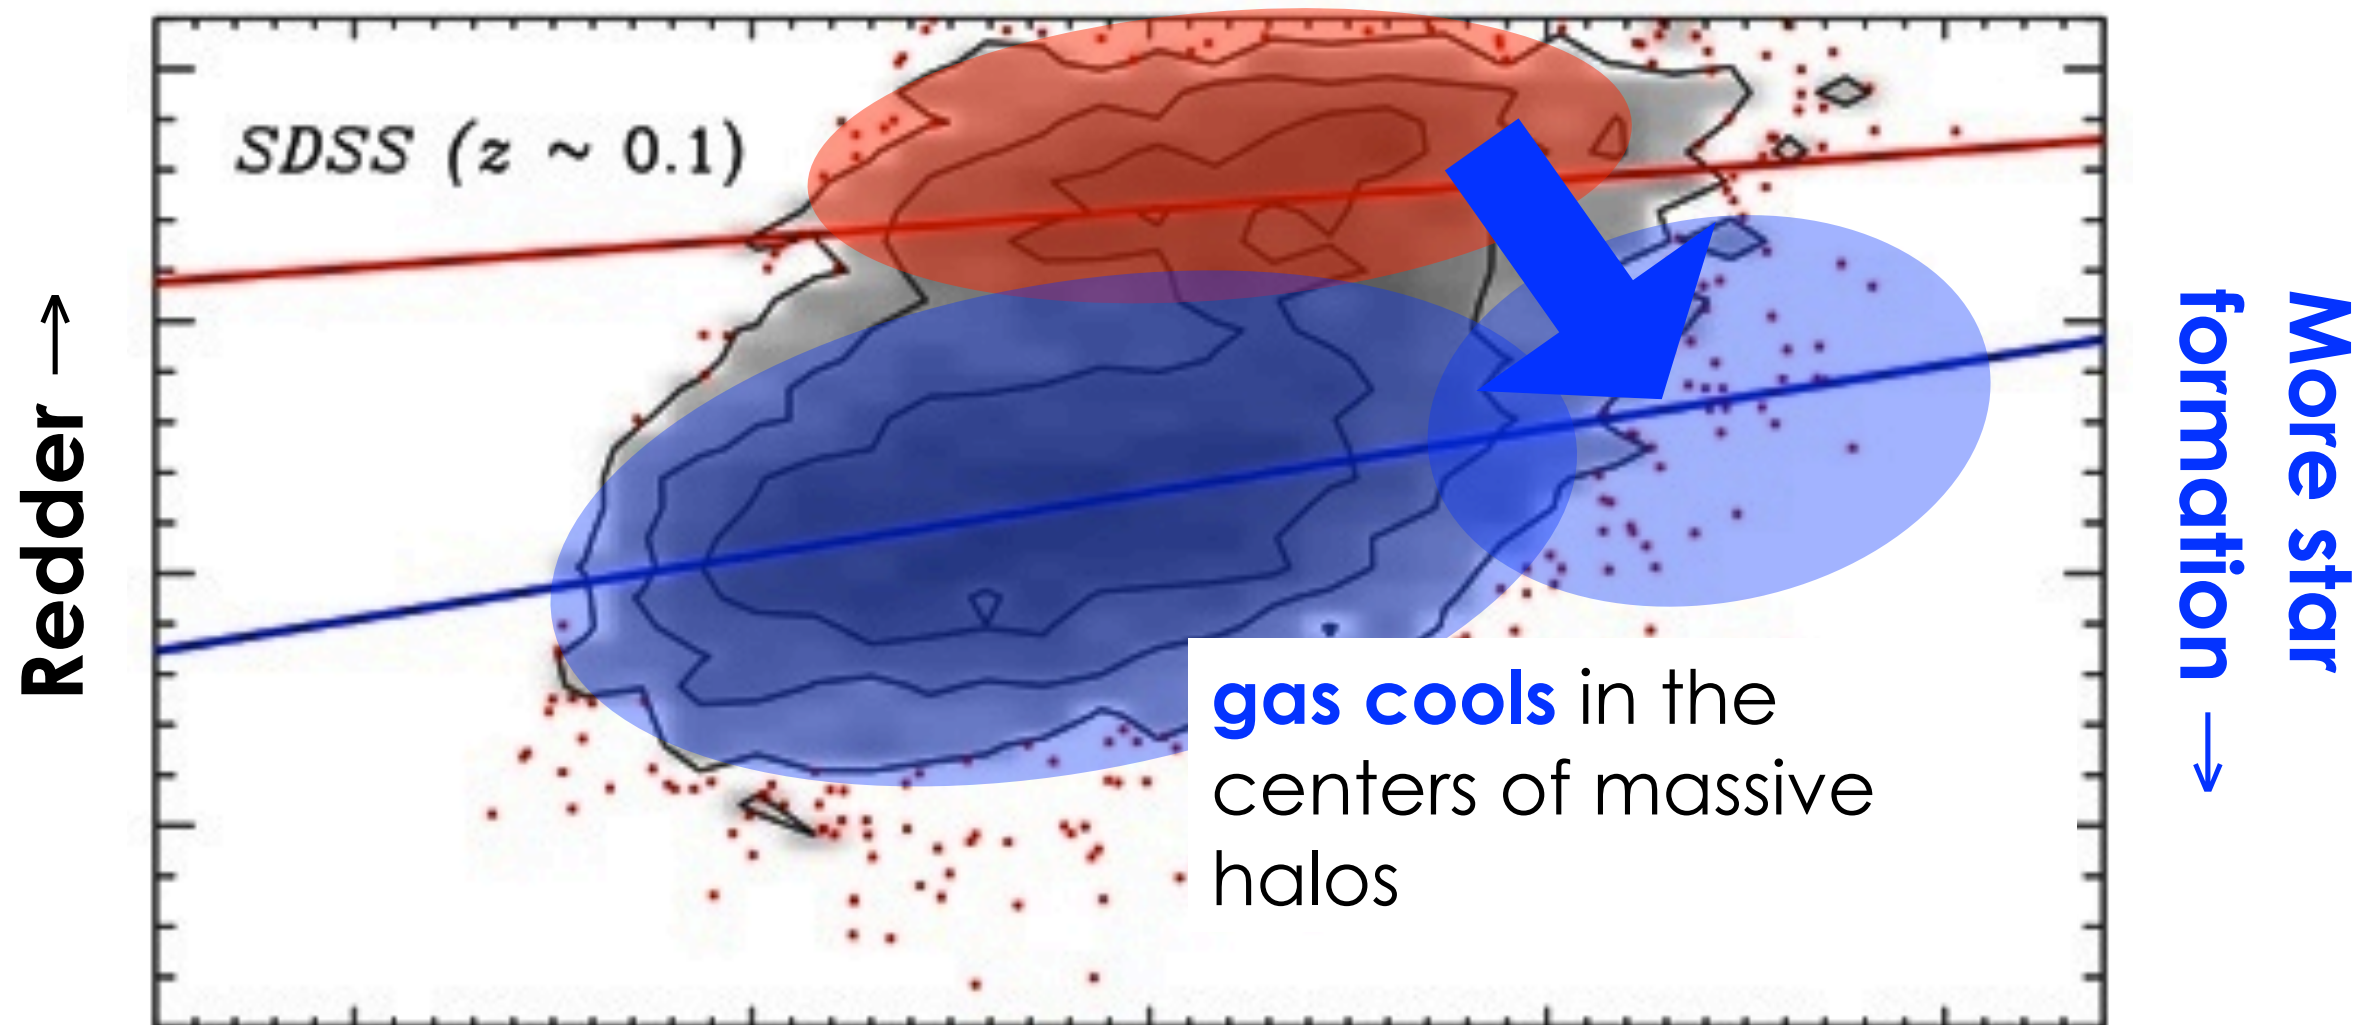 SDSS (z ~ 0.1)
Redder →
More star
formation →
gas cools in the
centers of massive
halos